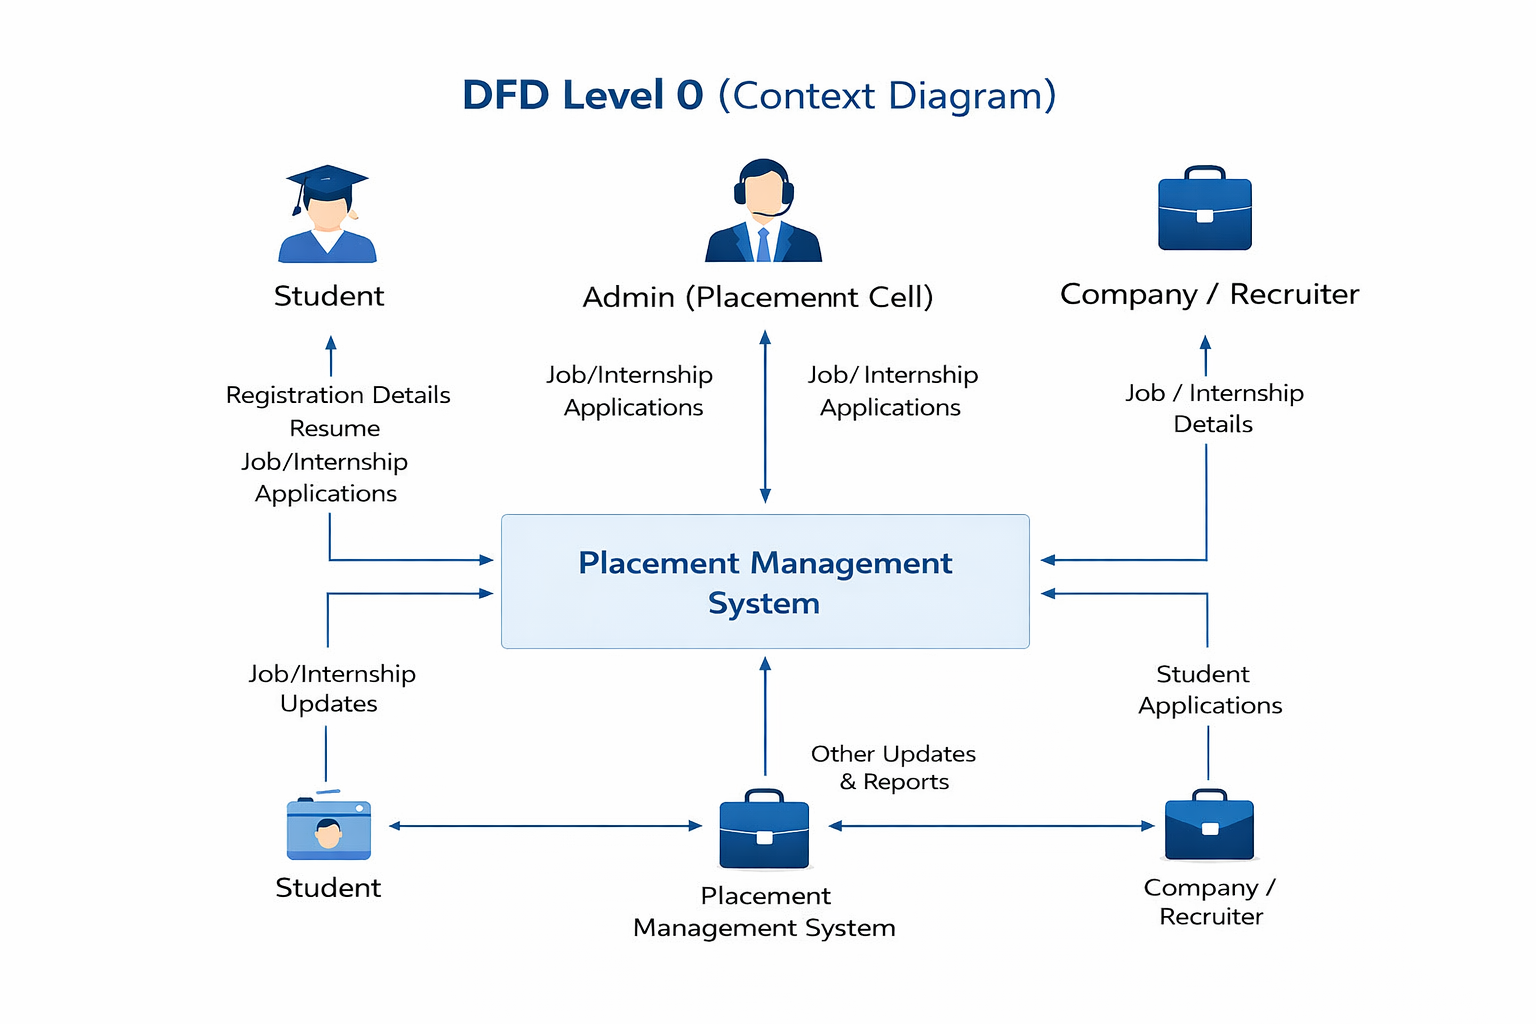 DFD Level 0 (Context Diagram)
Student
Admin (Placemennt Cell)
Company / Recruiter
Registration Details
Resume
Job/Internship
Applications
Job/Internship
Applications
Job/ Internship
Applications
Job / Internship
Details
Placement Management
System
Job/Internship
Updates
Student
Applications
Other Updates
& Reports
Student
Placement
Management System
Company /
Recruiter